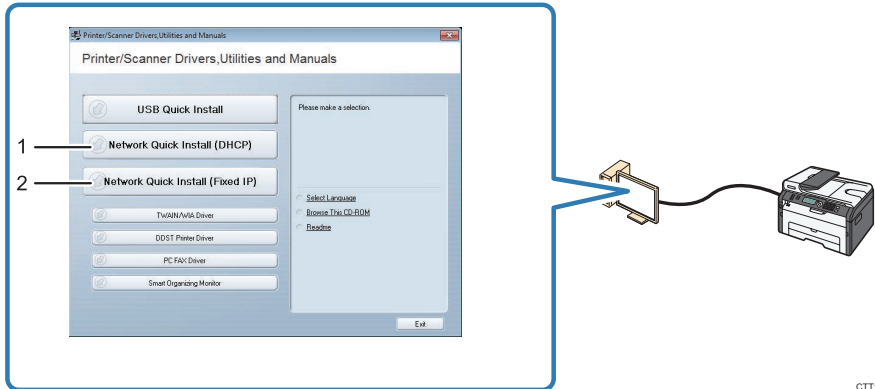 Printer/Scanner Drivers,Utilities and Manuals
Printer/Scanner Drivers,Utilities and Manuals
USB Quick Install
Please make a selection.
1
Network Quick Install (DHCP)
2
Network Quick Install (Fixed IP)
Select Language
TWAIN/WIA Driver
Browse This CD-ROM
DDST Printer Driver
Readme
PC FAX Driver
Smart Organizing Monitor
Exit
CTT